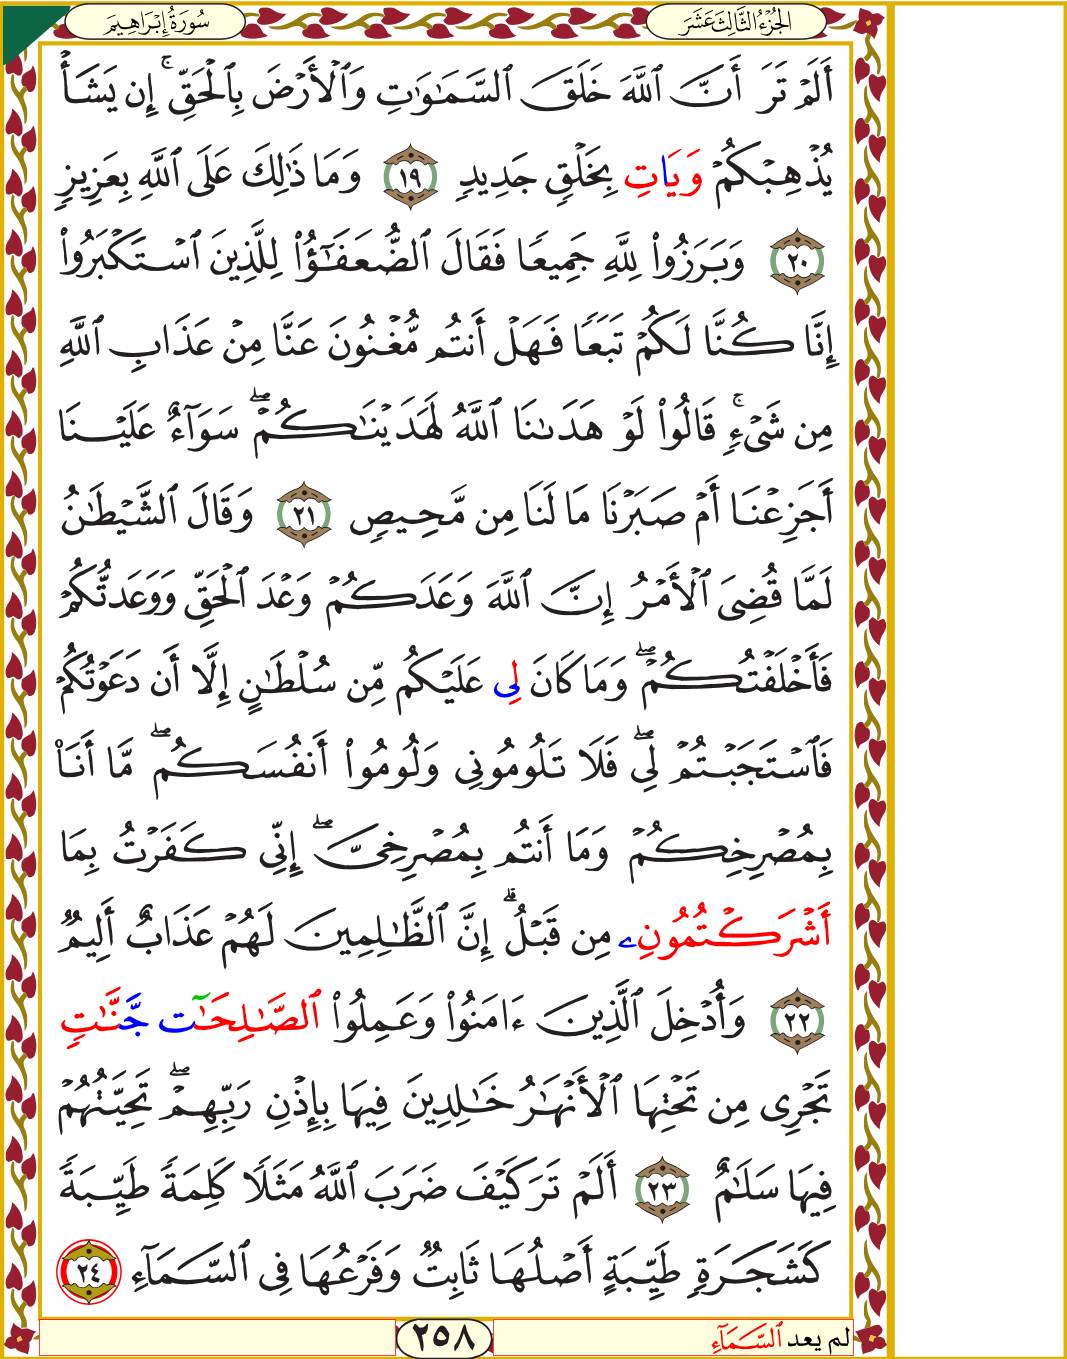 سُورَةُ إِبْرَاهِيم
الجُزْءُ الثَّالِثَ عَشَرَ
أَلَمْ تَرَ أَنَّ ٱللَّهَ خَلَقَ ٱلسَّمَٰوَٰتِ وَٱلْأَرْضَ بِٱلْحَقِّۚ إِن يَشَأْ
يُذْهِبْكُمْ وَيَاتِ بِخَلْقٖ جَدِيدٖ ١٩ وَمَا ذَٰلِكَ عَلَى ٱللَّهِ بِعَزِيزٖ
٢٠ وَبَرَزُواْ لِلَّهِ جَمِيعٗا فَقَالَ ٱلضُّعَفَٰٓؤُاْ لِلَّذِينَ ٱسْتَكْبَرُوٓاْ
إِنَّا كُنَّا لَكُمْ تَبَعٗا فَهَلْ أَنتُم مُّغْنُونَ عَنَّا مِنْ عَذَابِ ٱللَّهِ
مِن شَيْءٖۚ قَالُواْ لَوْ هَدَىٰنَا ٱللَّهُ لَهَدَيْنَٰكُمْۖ سَوَآءٌ عَلَيْنَا
أَجَزِعْنَا أَمْ صَبَرْنَا مَا لَنَا مِن مَّحِيصٖ ٢١ وَقَالَ ٱلشَّيْطَٰنُ
لَمَّا قُضِيَ ٱلْأَمْرُ إِنَّ ٱللَّهَ وَعَدَكُمْ وَعْدَ ٱلْحَقِّ وَوَعَدتُّكُمْ
فَأَخْلَفْتُكُمْۖ وَمَا كَانَ لِى عَلَيْكُم مِّن سُلْطَٰنٍ إِلَّا أَن دَعَوْتُكُمْ
فَٱسْتَجَبْتُمْ لِيۖ فَلَا تَلُومُونِي وَلُومُواْ أَنفُسَكُمۖ مَّا أَنَا۠
بِمُصْرِخِكُمْ وَمَا أَنتُم بِمُصْرِخِيَّۖ إِنِّي كَفَرْتُ بِمَا
أَشْرَكْتُمُونِۦ مِن قَبْلُۗ إِنَّ ٱلظَّٰلِمِينَ لَهُمْ عَذَابٌ أَلِيمٞ
٢٢ وَأُدْخِلَ ٱلَّذِينَ ءَامَنُواْ وَعَمِلُواْ ٱلصَّٰلِحَٰٓت جَّنَّٰتٖ
تَجْرِي مِن تَحْتِهَا ٱلْأَنْهَٰرُ خَٰلِدِينَ فِيهَا بِإِذْنِ رَبِّهِمْۖ تَحِيَّتُهُمْ
فِيهَا سَلَٰمٌ ٢٣ أَلَمْ تَرَ كَيْفَ ضَرَبَ ٱللَّهُ مَثَلٗا كَلِمَةٗ طَيِّبَةٗ
كَشَجَرَةٖ طَيِّبَةٍ أَصْلُهَا ثَابِتٞ وَفَرْعُهَا فِي ٱلسَّمَآءِ ٢٤
لم يعد ٱلسَّمَآءِ
٢٥٨